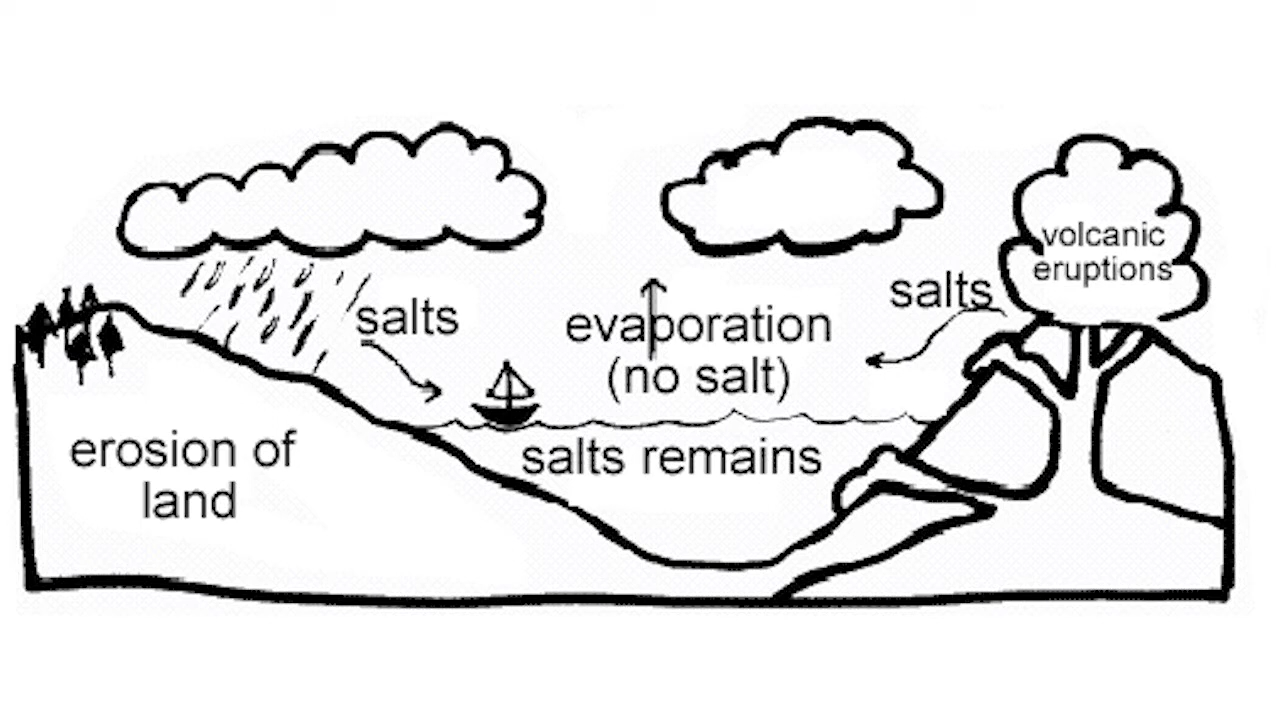 volcanic
eruptions
salts
salts
evaporation
(no salt)
erosion of
land
salts remains